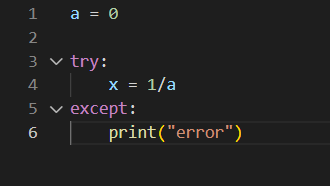 1 a = 0
2
3 try:
4     x = 1/a
5 except:
6     print("error")